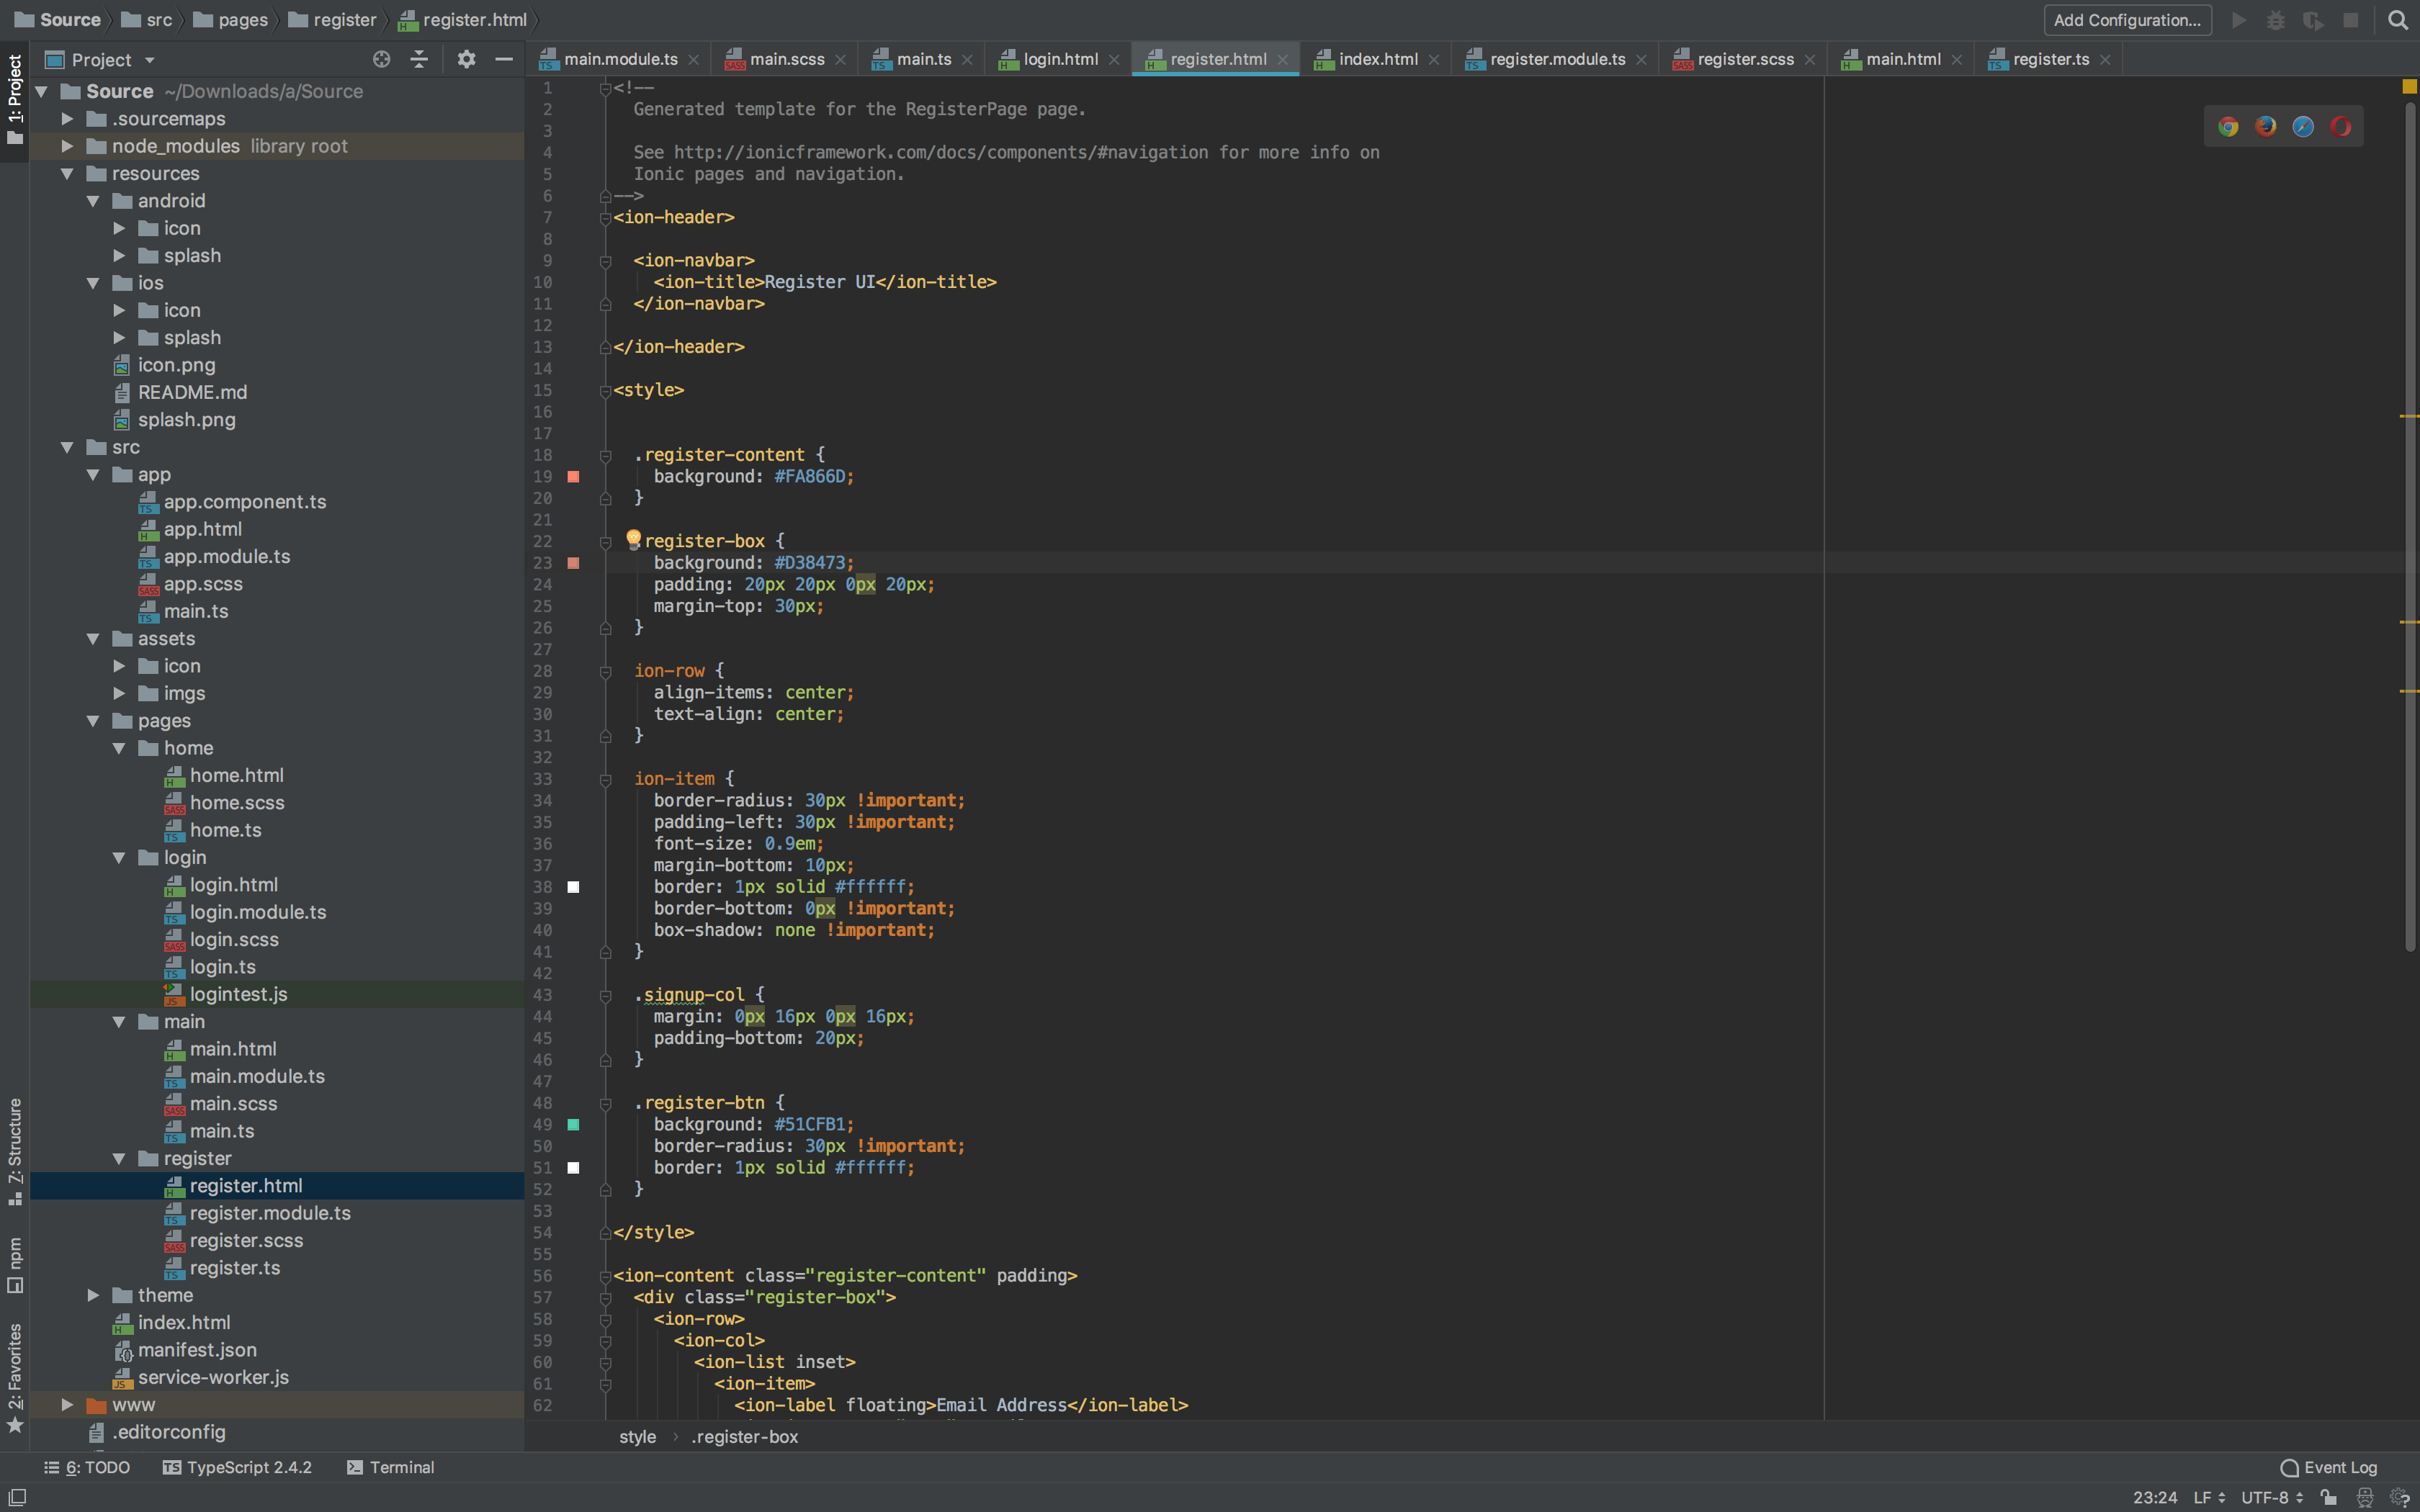 Source src pages register register.html
Add Configuration...
1: Project
Project
main.module.ts main.scss main.ts login.html register.html index.html register.module.ts register.scss main.html register.ts
Source ~/Downloads/a/Source
.sourcemaps
node_modules library root
resources
android
icon
splash
ios
icon
splash
icon.png
README.md
splash.png
src
app
app.component.ts
app.html
app.module.ts
app.scss
main.ts
assets
icon
imgs
pages
home
home.html
home.scss
home.ts
login
login.html
login.module.ts
login.scss
login.ts
logintest.js
main
main.html
main.module.ts
main.scss
main.ts
register
register.html
register.module.ts
register.scss
register.ts
theme
index.html
manifest.json
service-worker.js
www
.editorconfig
7: Structure
npm
2: Favorites
1 <!--
2 Generated template for the RegisterPage page.
3
4 See http://ionicframework.com/docs/components/#navigation for more info on
5 Ionic pages and navigation.
6 -->
7 <ion-header>
8
9 <ion-navbar>
10 <ion-title>Register UI</ion-title>
11 </ion-navbar>
12
13 </ion-header>
14
15 <style>
16
17
18 .register-content {
19 background: #FA866D;
20 }
21
22 .register-box {
23 background: #D38473;
24 padding: 20px 20px 0px 20px;
25 margin-top: 30px;
26 }
27
28 ion-row {
29 align-items: center;
30 text-align: center;
31 }
32
33 ion-item {
34 border-radius: 30px !important;
35 padding-left: 30px !important;
36 font-size: 0.9em;
37 margin-bottom: 10px;
38 border: 1px solid #ffffff;
39 border-bottom: 0px !important;
40 box-shadow: none !important;
41 }
42
43 .signup-col {
44 margin: 0px 16px 0px 16px;
45 padding-bottom: 20px;
46 }
47
48 .register-btn {
49 background: #51CFB1;
50 border-radius: 30px !important;
51 border: 1px solid #ffffff;
52 }
53
54 </style>
55
56 <ion-content class="register-content" padding>
57 <div class="register-box">
58 <ion-row>
59 <ion-col>
60 <ion-list inset>
61 <ion-item>
62 <ion-label floating>Email Address</ion-label>
style › .register-box
6: TODO TypeScript 2.4.2 Terminal Event Log
23:24 LF UTF-8